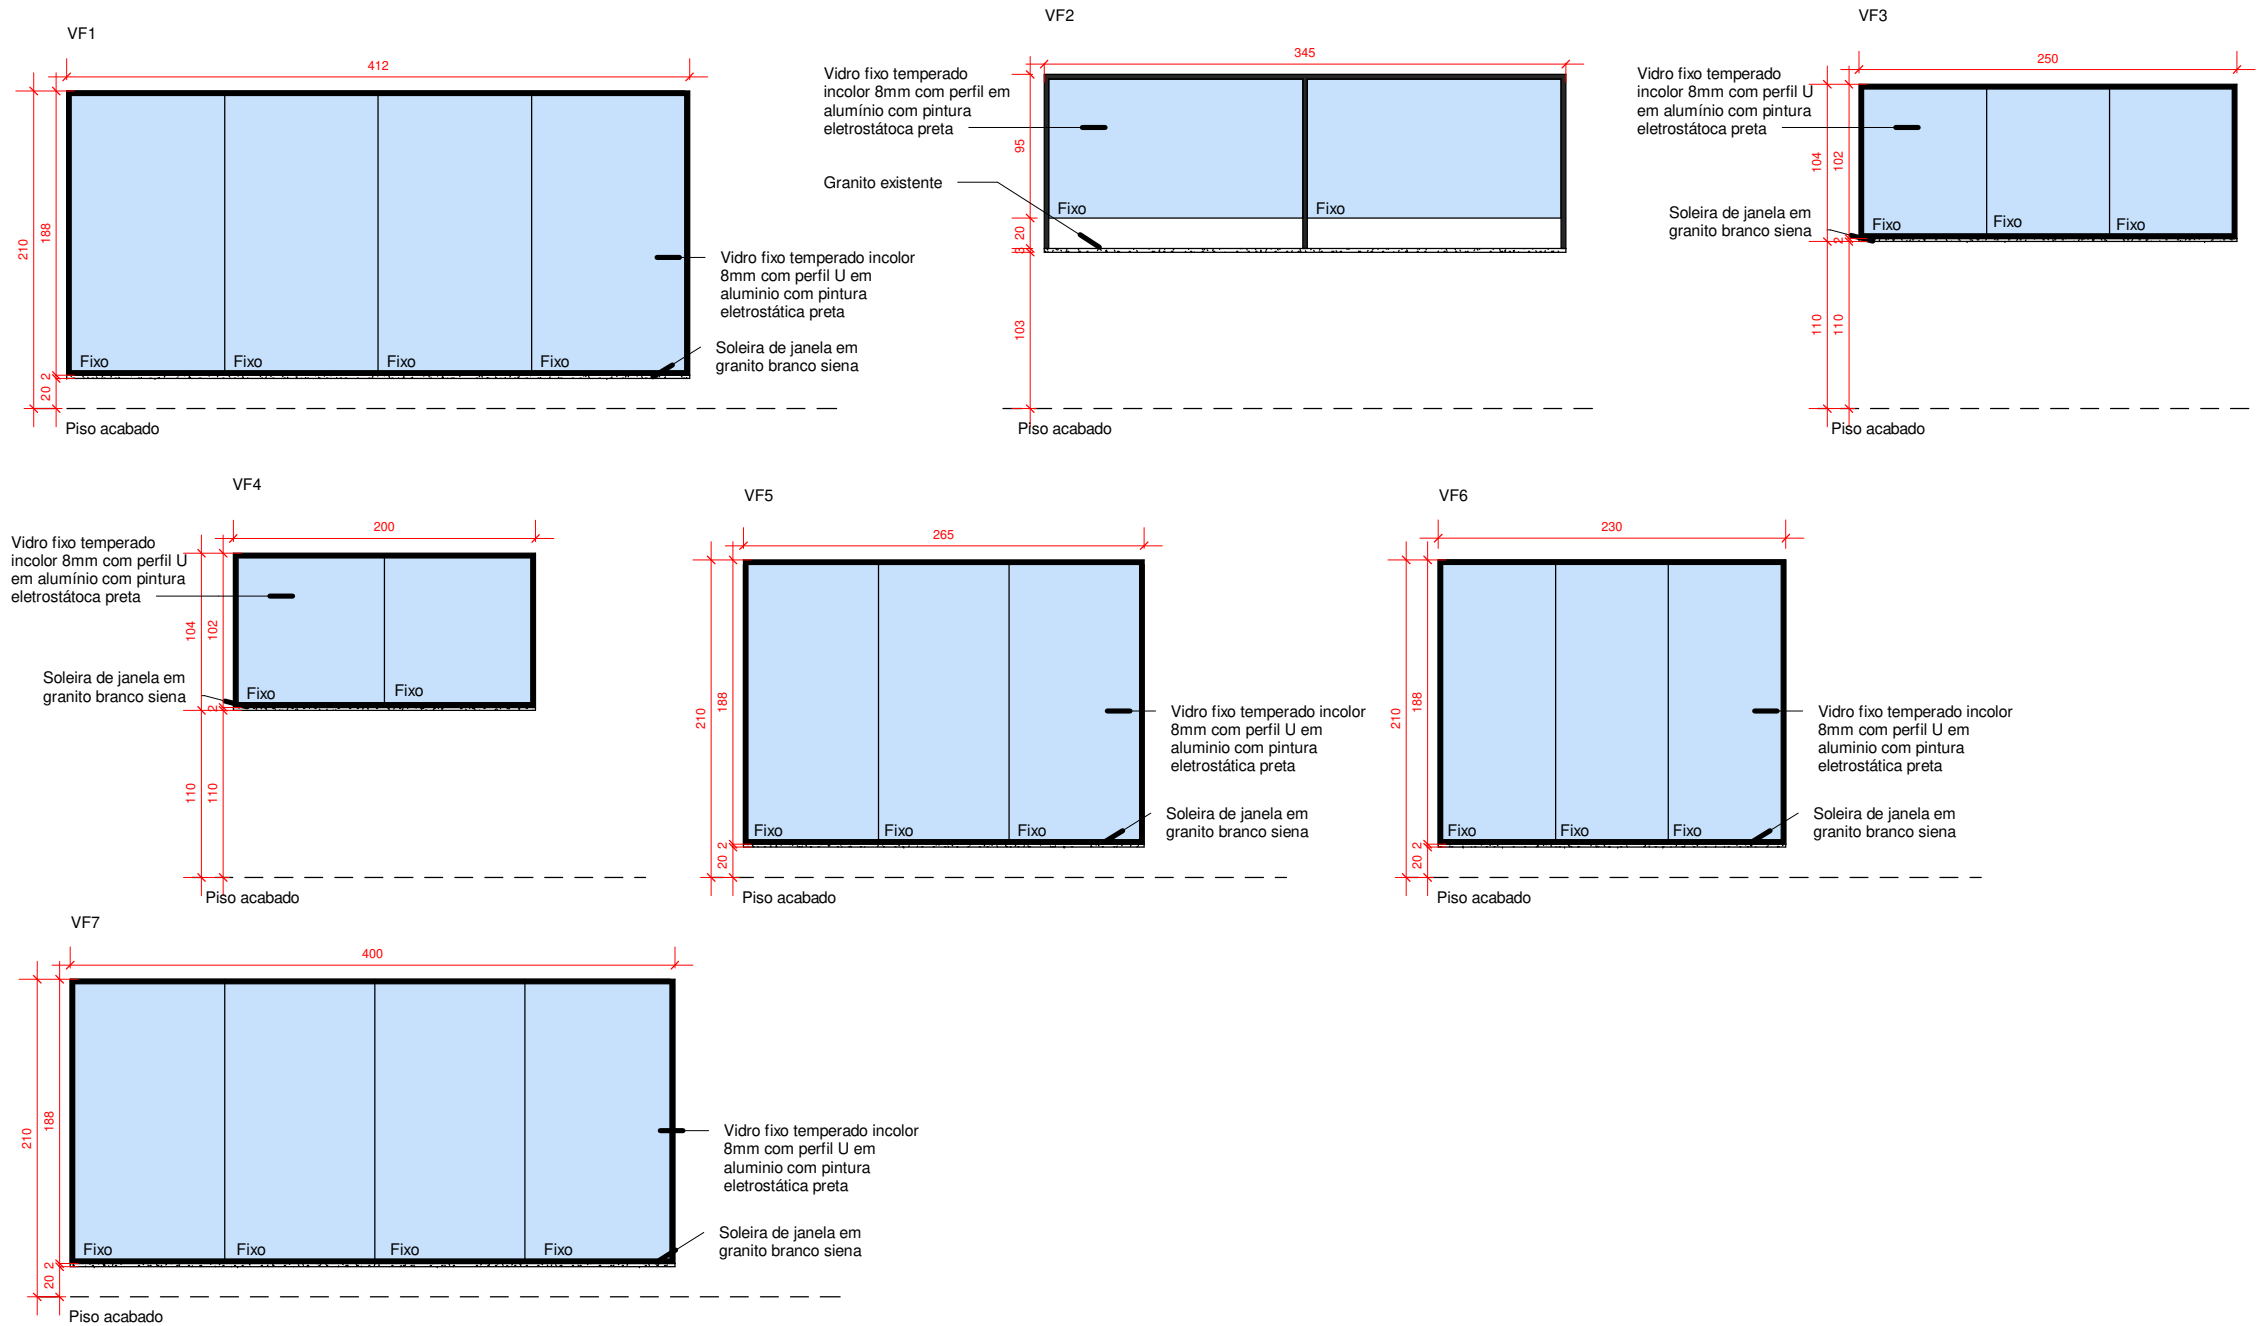 VF1
412
210
188
2
20
Fixo
Fixo
Fixo
Fixo
Vidro fixo temperado incolor
8mm com perfil U em
aluminio com pintura
eletrostática preta
Soleira de janela em
granito branco siena
Piso acabado
VF2
345
Vidro fixo temperado
incolor 8mm com perfil em
alumínio com pintura
eletrostátoca preta
Granito existente
95
20
3
103
Fixo
Fixo
Piso acabado
VF3
250
Vidro fixo temperado
incolor 8mm com perfil U
em alumínio com pintura
eletrostátoca preta
Soleira de janela em
granito branco siena
104
102
2
110
110
Fixo
Fixo
Fixo
Piso acabado
VF4
200
Vidro fixo temperado
incolor 8mm com perfil U
em alumínio com pintura
eletrostátoca preta
Soleira de janela em
granito branco siena
104
102
2
110
110
Fixo
Fixo
Piso acabado
VF5
265
210
188
2
20
Fixo
Fixo
Fixo
Vidro fixo temperado incolor
8mm com perfil U em
aluminio com pintura
eletrostática preta
Soleira de janela em
granito branco siena
Piso acabado
VF6
230
210
188
2
20
Fixo
Fixo
Fixo
Vidro fixo temperado incolor
8mm com perfil U em
aluminio com pintura
eletrostática preta
Soleira de janela em
granito branco siena
Piso acabado
VF7
400
210
188
2
20
Fixo
Fixo
Fixo
Fixo
Vidro fixo temperado incolor
8mm com perfil U em
aluminio com pintura
eletrostática preta
Soleira de janela em
granito branco siena
Piso acabado